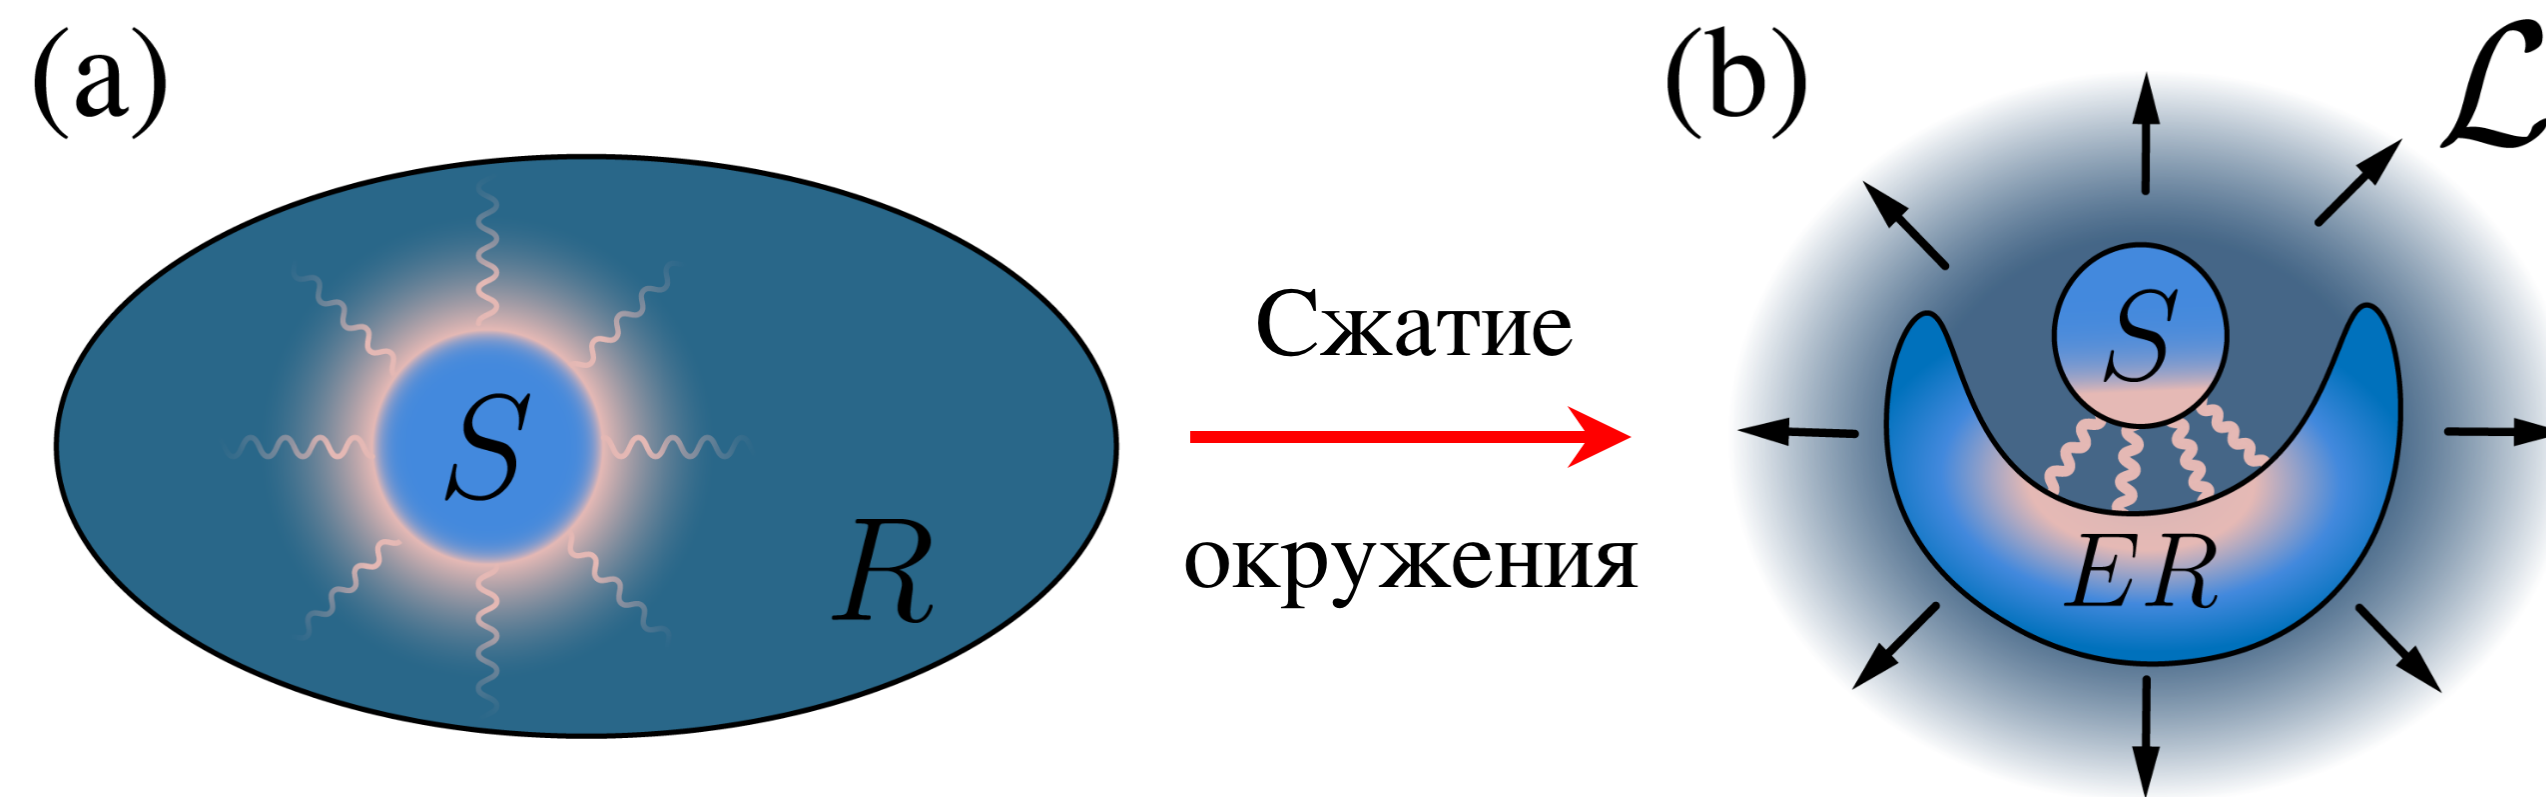 (a)
S
R
Сжатие
окружения
(b)
ℒ
S
ER